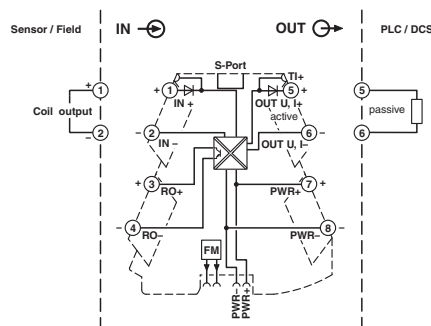 Sensor / Field
IN
OUT
PLC / DCS
S-Port
TI+
+
1
+
1
5
+
5
IN +
OUT U, I+
active
Coil output
passive
2
–
–
2
6
–
6
IN –
OUT U, I–
+
3
7
+
RO+
PWR+
–
4
8
–
RO–
PWR–
FM
PWR–
PWR+